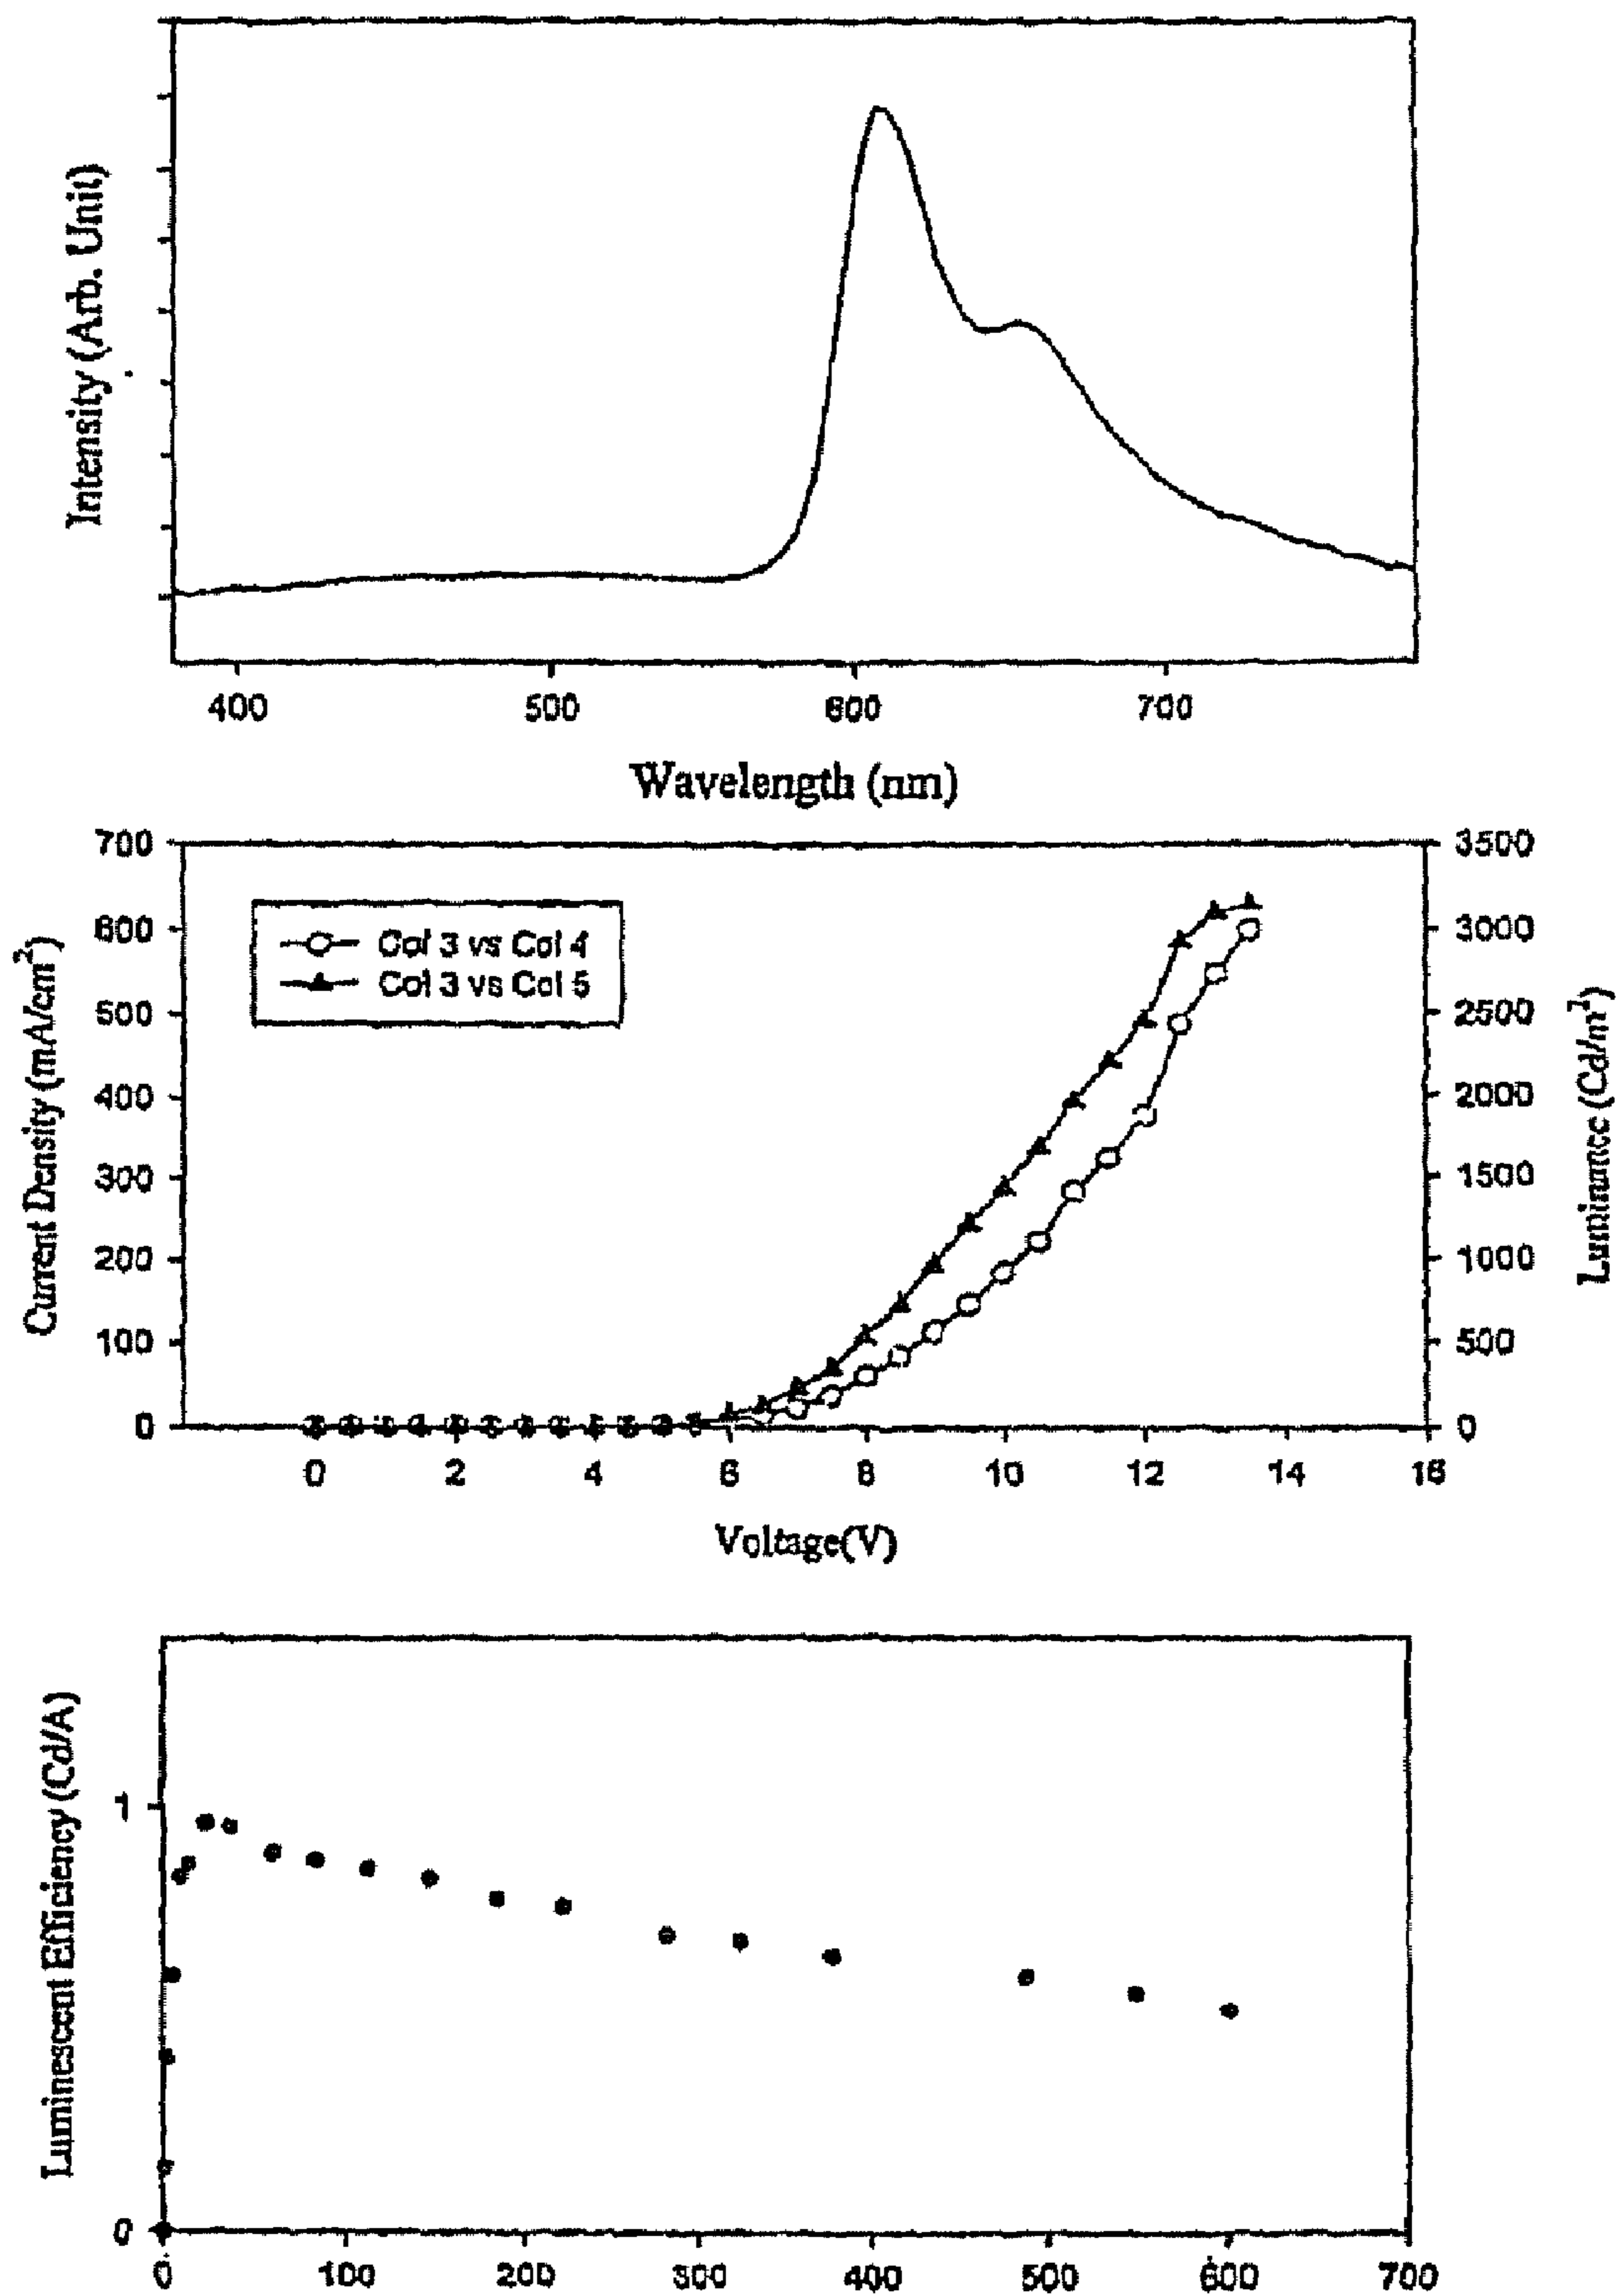 Intensity (Arb. Unit)
400 500 600 700
Wavelength (nm)
Current Density (mA/cm²)
700
600
500
400
300
200
100
0
Col 3 vs Col 4
Col 3 vs Col 5
3500
3000
2500
2000
1500
1000
500
0
Luminance (Cd/m²)
0 2 4 6 8 10 12 14 16
Voltage(V)
Luminescent Efficiency (Cd/A)
1
0
0 100 200 300 400 500 600 700